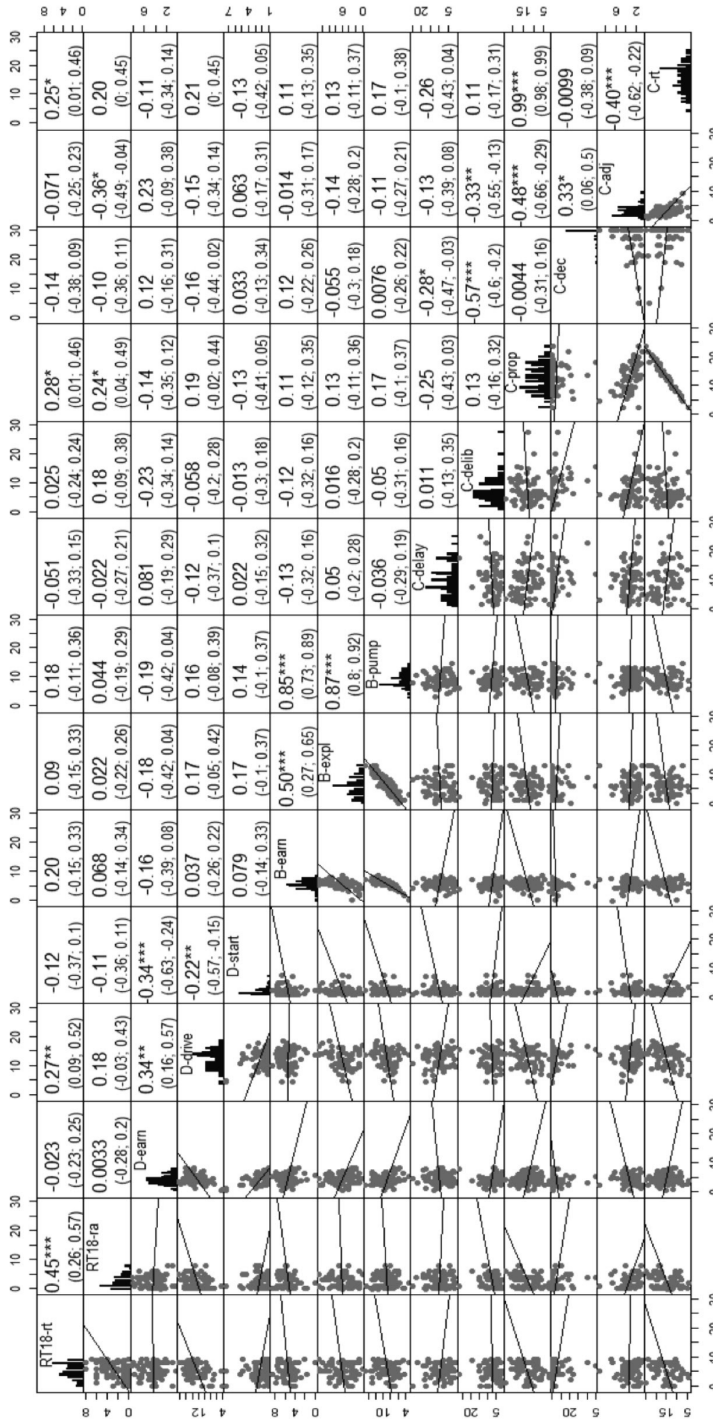 0 10 20 30 0 10 20 30 0 10 20 30 0 10 20 30 0 10 20 30 0 10 20 30 0 10 20 30
RT18-rt 0.45*** -0.023 0.27** -0.12 0.20 0.09 0.18 -0.051 0.025 0.28* -0.14 -0.071 0.25*
(0.26; 0.57) (-0.23; 0.25) (0.09; 0.52) (-0.37; 0.1) (-0.15; 0.33) (-0.15; 0.33) (-0.11; 0.36) (-0.33; 0.15) (-0.24; 0.24) (0.01; 0.46) (-0.38; 0.09) (-0.25; 0.23) (0.01; 0.46)
RT18-ra 0.0033 0.18 -0.11 0.068 0.022 0.044 -0.022 0.18 0.24* -0.10 -0.36* 0.20
(-0.28; 0.2) (-0.03; 0.43) (-0.36; 0.11) (-0.14; 0.34) (-0.22; 0.26) (-0.19; 0.29) (-0.27; 0.21) (-0.09; 0.38) (0.04; 0.49) (-0.36; 0.11) (-0.49; -0.04) (0; 0.45)
D-earn 0.34** -0.34*** -0.16 -0.18 -0.19 0.081 -0.23 -0.14 0.12 0.23 -0.11
(0.16; 0.57) (-0.63; -0.24) (-0.39; 0.08) (-0.42; 0.04) (-0.42; 0.04) (-0.19; 0.29) (-0.34; 0.14) (-0.35; 0.12) (-0.16; 0.31) (-0.09; 0.38) (-0.34; 0.14)
D-drive -0.22** 0.037 0.17 0.16 -0.12 -0.058 0.19 -0.16 -0.15 0.21
(-0.57; -0.15) (-0.26; 0.22) (-0.05; 0.42) (-0.08; 0.39) (-0.37; 0.1) (-0.2; 0.28) (-0.02; 0.44) (-0.44; 0.02) (-0.34; 0.14) (0; 0.45)
D-start 0.079 0.17 0.14 0.022 -0.013 -0.13 0.033 0.063 -0.13
(-0.14; 0.33) (-0.1; 0.37) (-0.1; 0.37) (-0.15; 0.32) (-0.3; 0.18) (-0.41; 0.05) (-0.13; 0.34) (-0.17; 0.31) (-0.42; 0.05)
B-earn 0.50*** 0.85*** -0.13 -0.12 0.11 0.12 -0.014 0.11
(0.27; 0.65) (0.73; 0.89) (-0.32; 0.16) (-0.32; 0.16) (-0.12; 0.35) (-0.22; 0.26) (-0.31; 0.17) (-0.13; 0.35)
B-expl 0.87*** 0.05 0.016 0.13 -0.055 -0.14 0.13
(0.8; 0.92) (-0.2; 0.28) (-0.28; 0.2) (-0.11; 0.36) (-0.3; 0.18) (-0.28; 0.2) (-0.11; 0.37)
B-pump -0.036 -0.05 0.17 0.0076 -0.11 0.17
(-0.29; 0.19) (-0.31; 0.16) (-0.1; 0.37) (-0.26; 0.22) (-0.27; 0.21) (-0.1; 0.38)
C-delay 0.011 -0.25 -0.28* -0.13 -0.26
(-0.13; 0.35) (-0.43; 0.03) (-0.47; -0.03) (-0.39; 0.08) (-0.43; 0.04)
C-delib 0.13 -0.57*** -0.33** 0.11
(-0.16; 0.32) (-0.6; -0.2) (-0.55; -0.13) (-0.17; 0.31)
C-prop -0.0044 -0.48*** 0.99***
(-0.31; 0.16) (-0.66; -0.29) (0.98; 0.99)
C-dec 0.33* -0.0099
(0.06; 0.5) (-0.38; 0.09)
C-adj -0.40***
(-0.62; -0.22)
C-rt